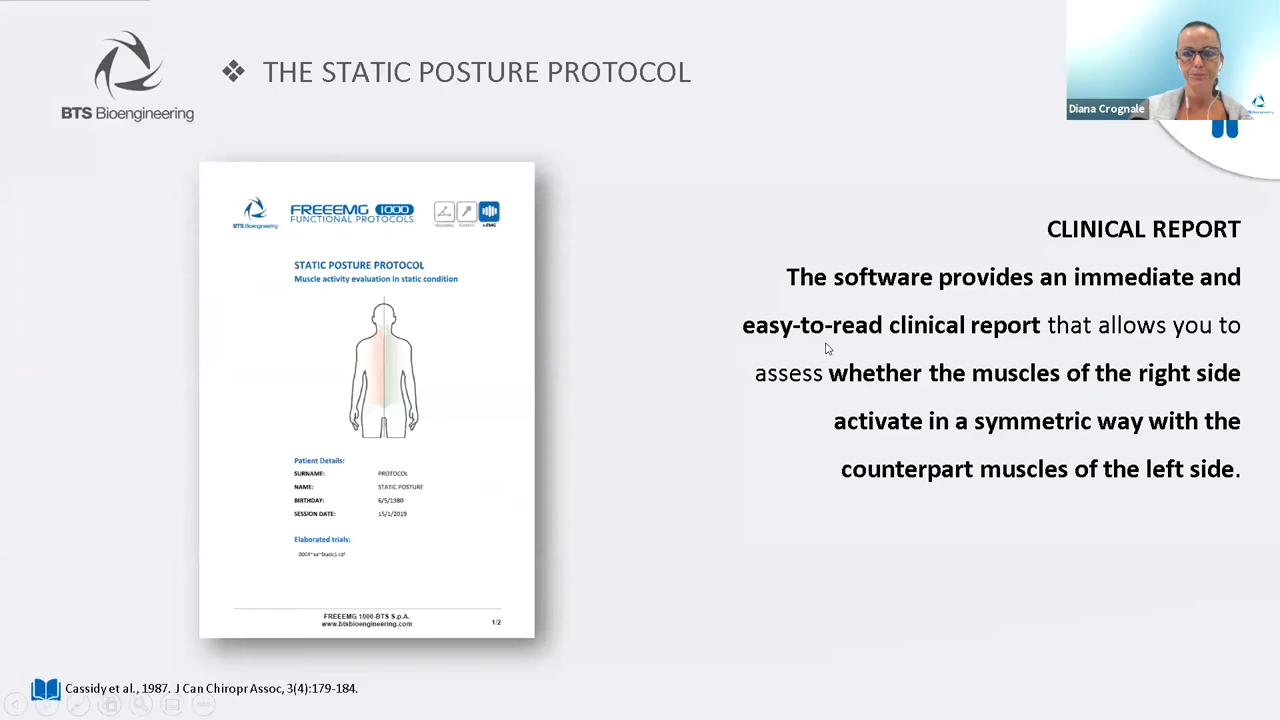 BTS Bioengineering
❖ THE STATIC POSTURE PROTOCOL
Diana Crognale
BTS Bioengineering
FREEEMG 1000
FUNCTIONAL PROTOCOLS
s-EMG
STATIC POSTURE PROTOCOL
Muscle activity evaluation in static condition
Patient Details:
SURNAME: PROTOCOL
NAME: STATIC POSTURE
BIRTHDAY: 6/5/1980
SESSION DATE: 15/1/2019
Elaborated trials:
FREEEMG 1000-BTS S.p.A.
www.btsbioengineering.com
1/2
CLINICAL REPORT
The software provides an immediate and
easy-to-read clinical report that allows you to
assess whether the muscles of the right side
activate in a symmetric way with the
counterpart muscles of the left side.
Cassidy et al., 1987. J Can Chiropr Assoc, 3(4):179-184.